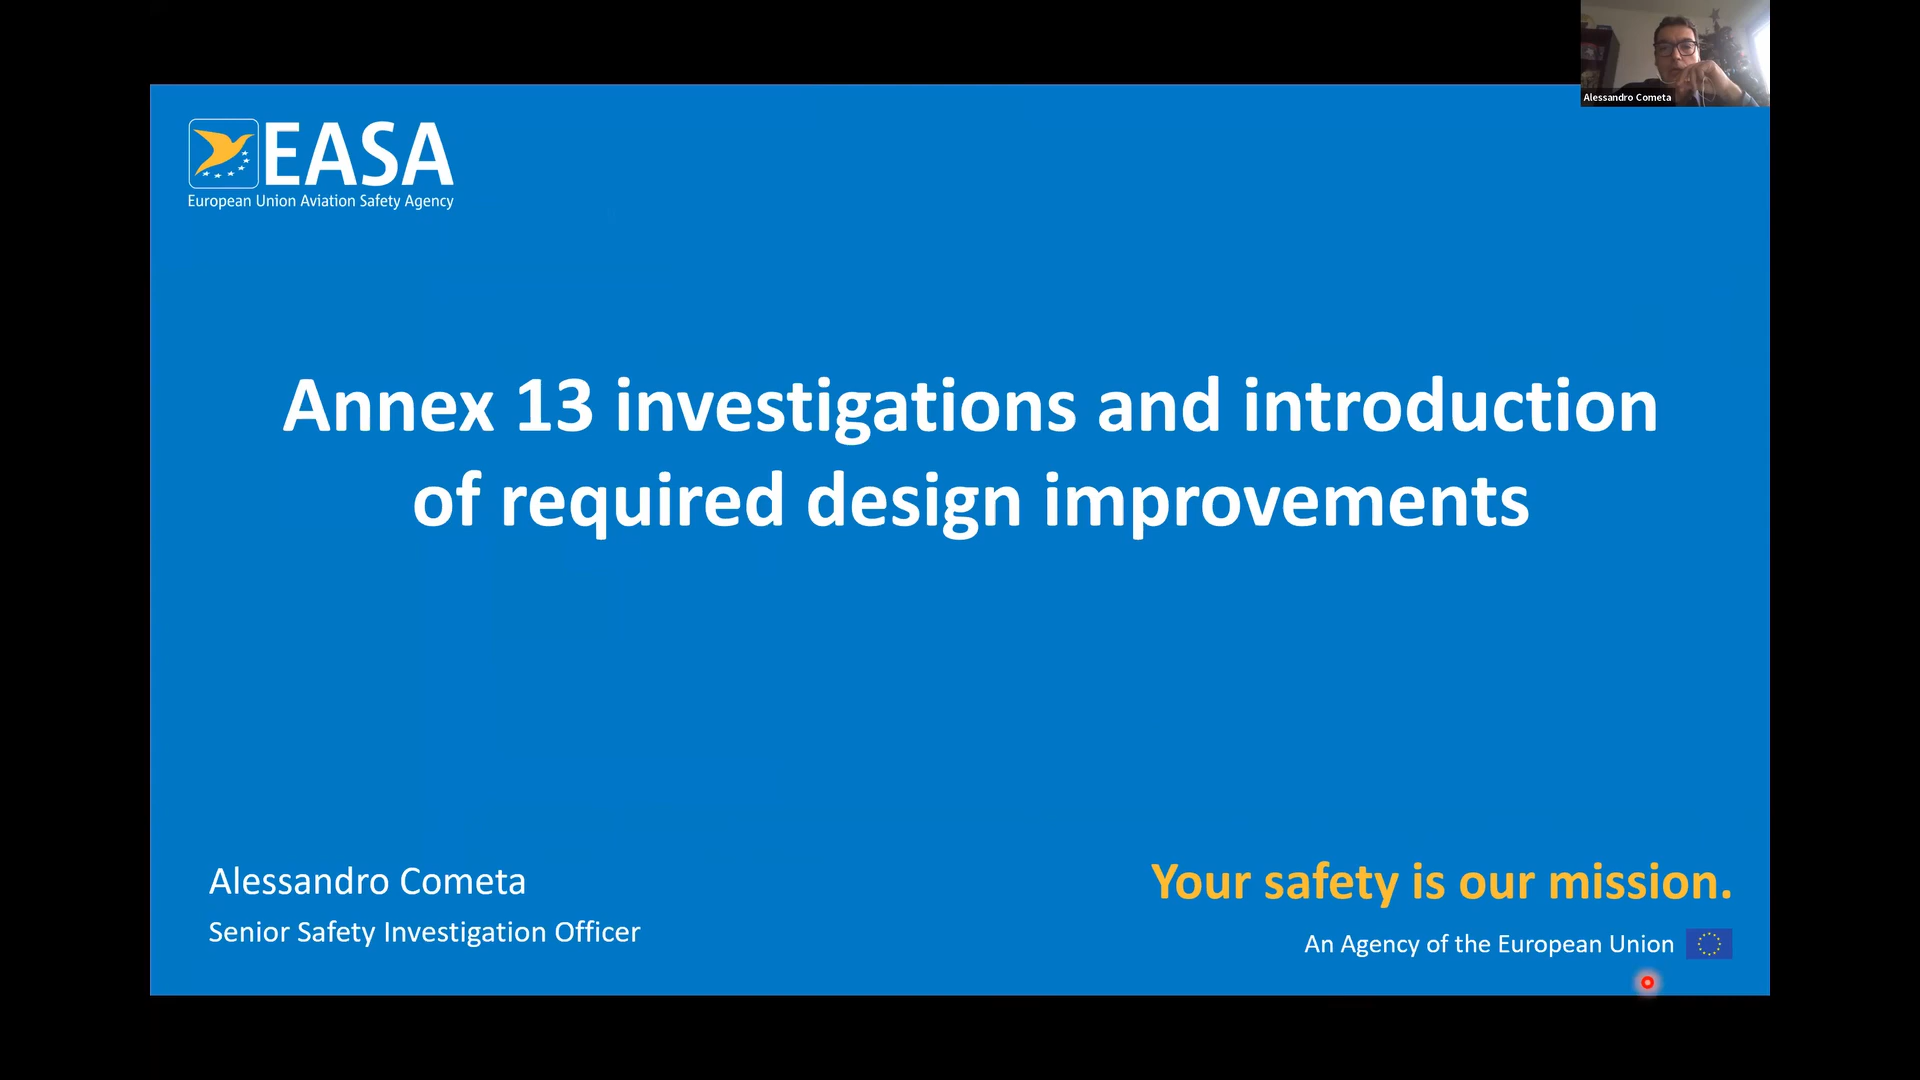 Alessandro Cometa
EASA
European Union Aviation Safety Agency
Annex 13 investigations and introduction
of required design improvements
Alessandro Cometa
Senior Safety Investigation Officer
Your safety is our mission.
An Agency of the European Union